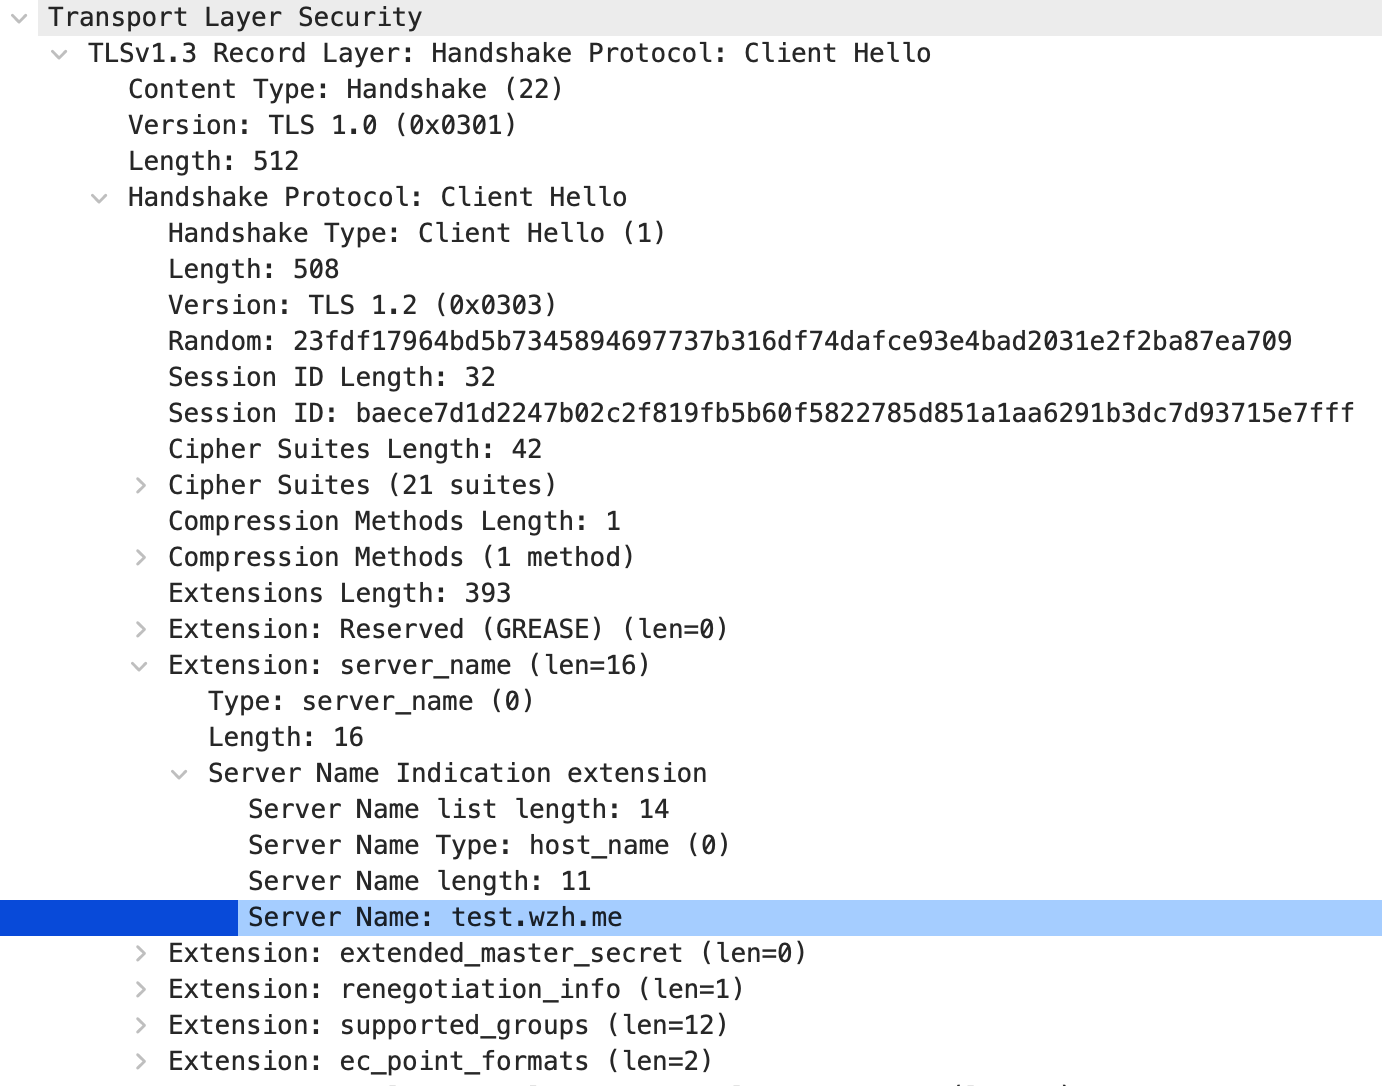 Transport Layer Security
TLSv1.3 Record Layer: Handshake Protocol: Client Hello
Content Type: Handshake (22)
Version: TLS 1.0 (0x0301)
Length: 512
Handshake Protocol: Client Hello
Handshake Type: Client Hello (1)
Length: 508
Version: TLS 1.2 (0x0303)
Random: 23fdf17964bd5b7345894697737b316df74dafce93e4bad2031e2f2ba87ea709
Session ID Length: 32
Session ID: baece7d1d2247b02c2f819fb5b60f5822785d851a1aa6291b3dc7d93715e7fff
Cipher Suites Length: 42
Cipher Suites (21 suites)
Compression Methods Length: 1
Compression Methods (1 method)
Extensions Length: 393
Extension: Reserved (GREASE) (len=0)
Extension: server_name (len=16)
Type: server_name (0)
Length: 16
Server Name Indication extension
Server Name list length: 14
Server Name Type: host_name (0)
Server Name length: 11
Server Name: test.wzh.me
Extension: extended_master_secret (len=0)
Extension: renegotiation_info (len=1)
Extension: supported_groups (len=12)
Extension: ec_point_formats (len=2)